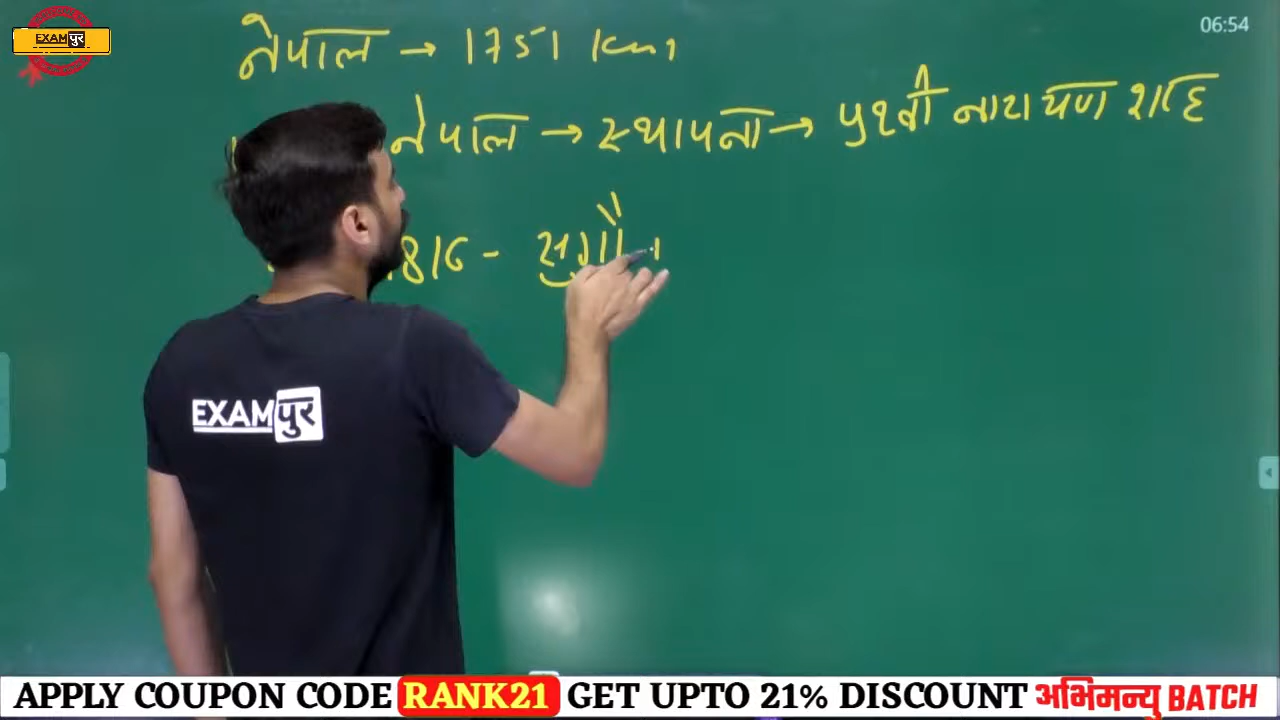 EXAMपुर
06:54
नेपाल → 1751 km
नेपाल → स्थापना → पृथ्वी नारायण शाह
1816 - सुगौ
EXAMपुर
APPLY COUPON CODE RANK21 GET UPTO 21% DISCOUNT अभिमन्यु BATCH